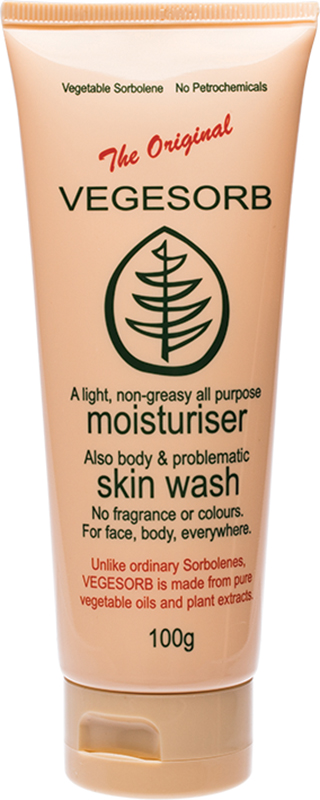 Vegetable Sorbolene No Petrochemicals
The Original
VEGESORB
A light, non-greasy all purpose
moisturiser
Also body & problematic
skin wash
No fragrance or colours.
For face, body, everywhere.
Unlike ordinary Sorbolenes,
VEGESORB is made from pure
vegetable oils and plant extracts.
100g